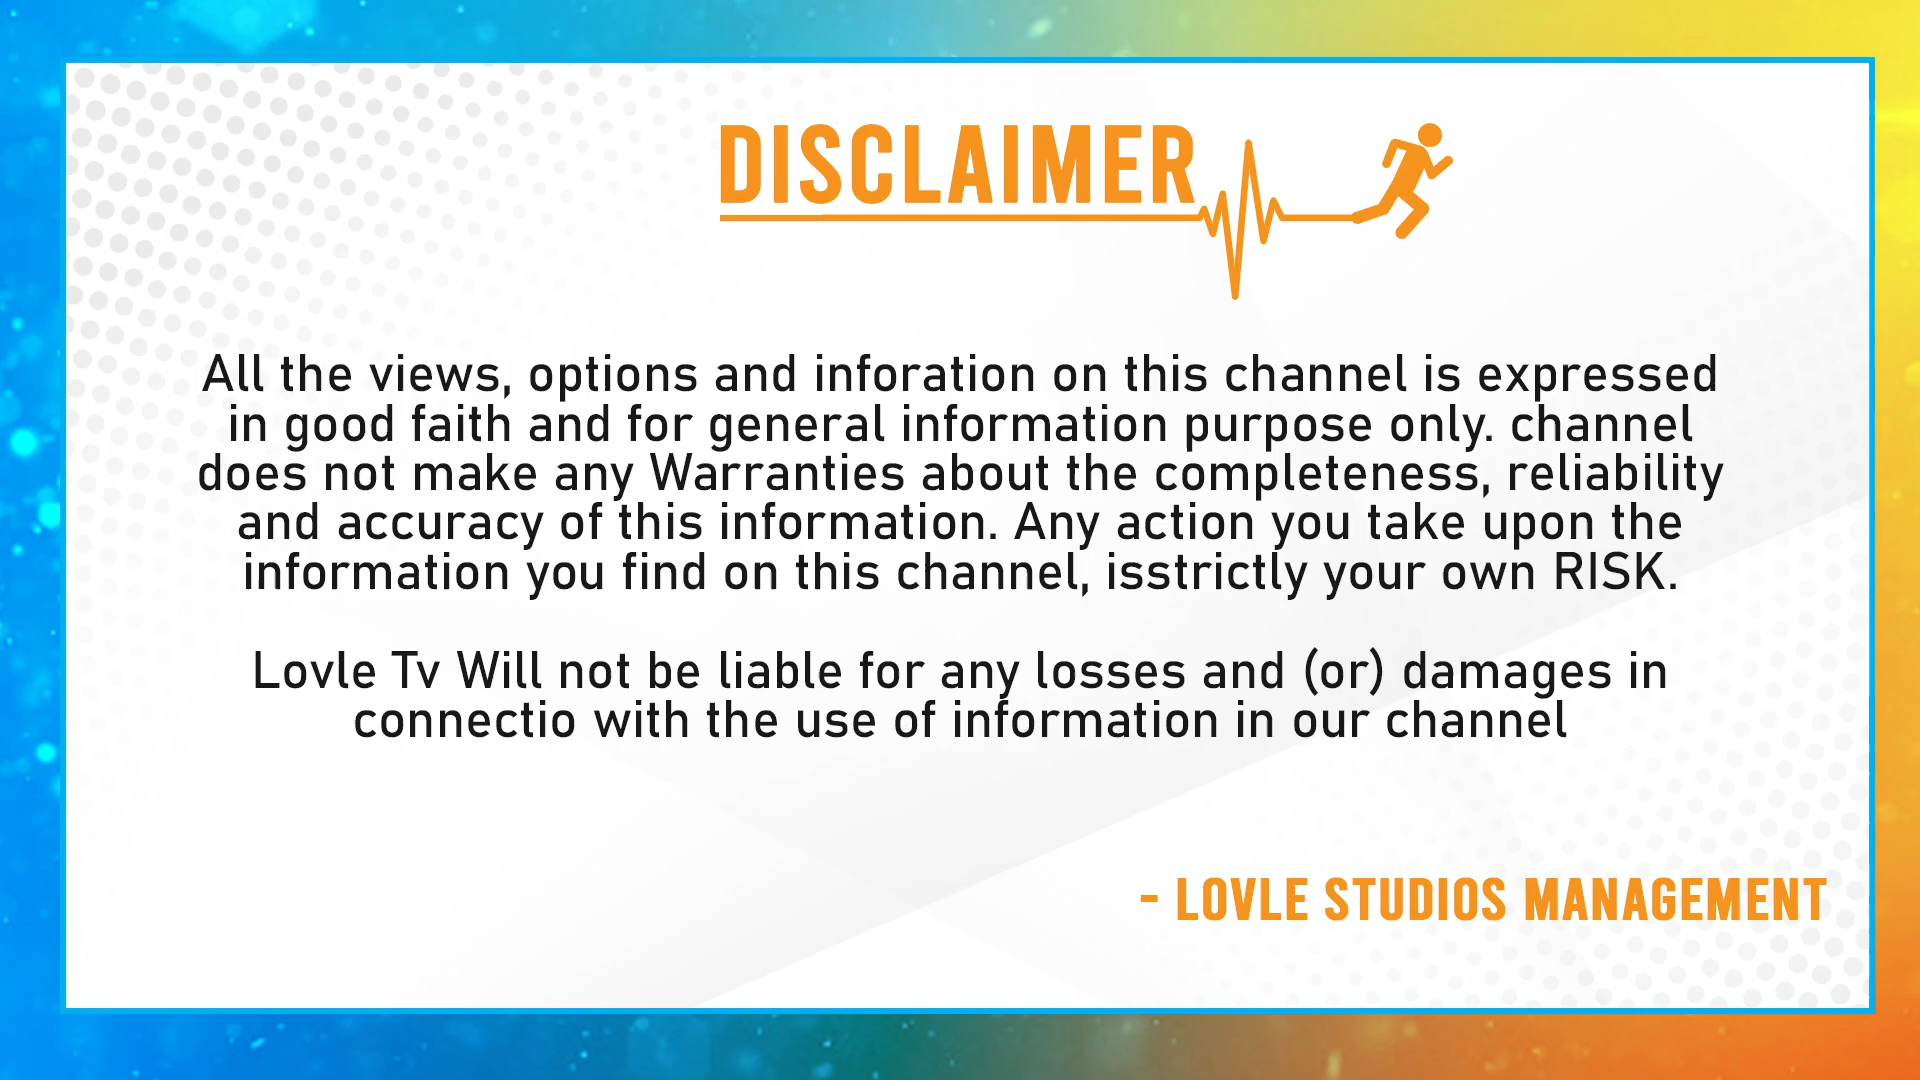 DISCLAIMER
All the views, options and inforation on this channel is expressed
in good faith and for general information purpose only. channel
does not make any Warranties about the completeness, reliability
and accuracy of this information. Any action you take upon the
information you find on this channel, isstrictly your own RISK.
Lovle Tv Will not be liable for any losses and (or) damages in
connectio with the use of information in our channel
- LOVLE STUDIOS MANAGEMENT